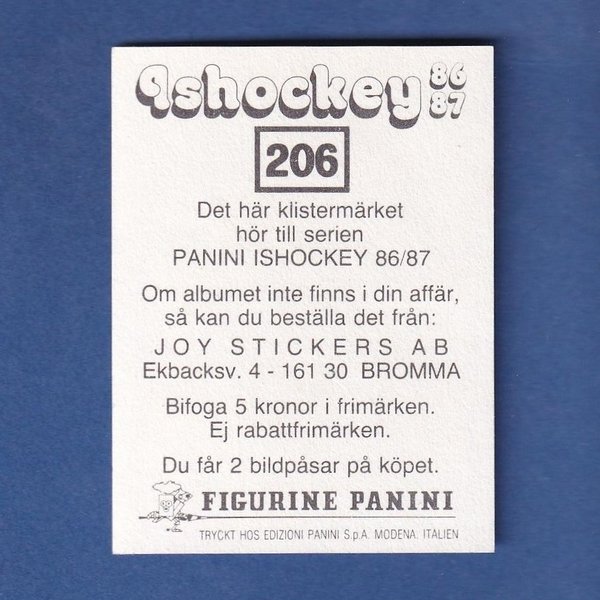 Ishockey 86
87
206
Det här klistermärket
hör till serien
PANINI ISHOCKEY 86/87
Om albumet inte finns i din affär,
så kan du beställa det från:
JOY STICKERS AB
Ekbacksv. 4 - 161 30 BROMMA
Bifoga 5 kronor i frimärken.
Ej rabattfrimärken.
Du får 2 bildpåsar på köpet.
FIGURINE PANINI
TRYCKT HOS EDIZIONI PANINI S.p.A. MODENA: ITALIEN